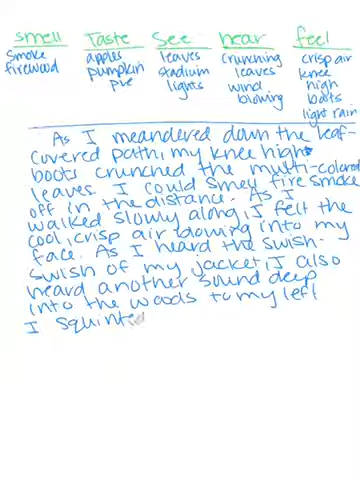 smell Taste See hear feel
smoke apples leaves crunching crisp air
firewood pumpkin stadium leaves knee
pie lights wind high
blowing boots
light rain
As I meandered down the leaf-
covered path, my knee high
boots crunched the multi-colored
leaves. I could smell fire smoke
off in the distance. As I
walked slowly along, I felt the
cool, crisp air blowing into my
face. As I heard the swish-
swish of my jacket, I also
heard another sound deep
into the woods to my left
I squinte